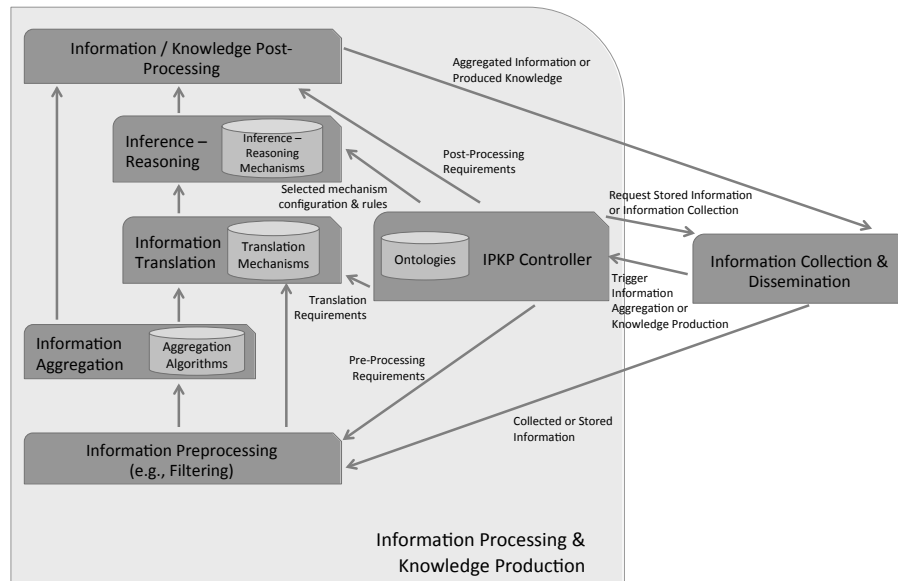 Information / Knowledge Post-
Processing
Aggregated Information or
Produced Knowledge
Inference –
Reasoning
Inference –
Reasoning
Mechanisms
Post-Processing
Requirements
Selected mechanism
configuration & rules
Request Stored Information
or Information Collection
Information
Translation
Translation
Mechanisms
Ontologies
IPKP Controller
Information Collection &
Dissemination
Translation
Requirements
Trigger
Information
Aggregation or
Knowledge Production
Information
Aggregation
Aggregation
Algorithms
Pre-Processing
Requirements
Collected or Stored
Information
Information Preprocessing
(e.g., Filtering)
Information Processing &
Knowledge Production